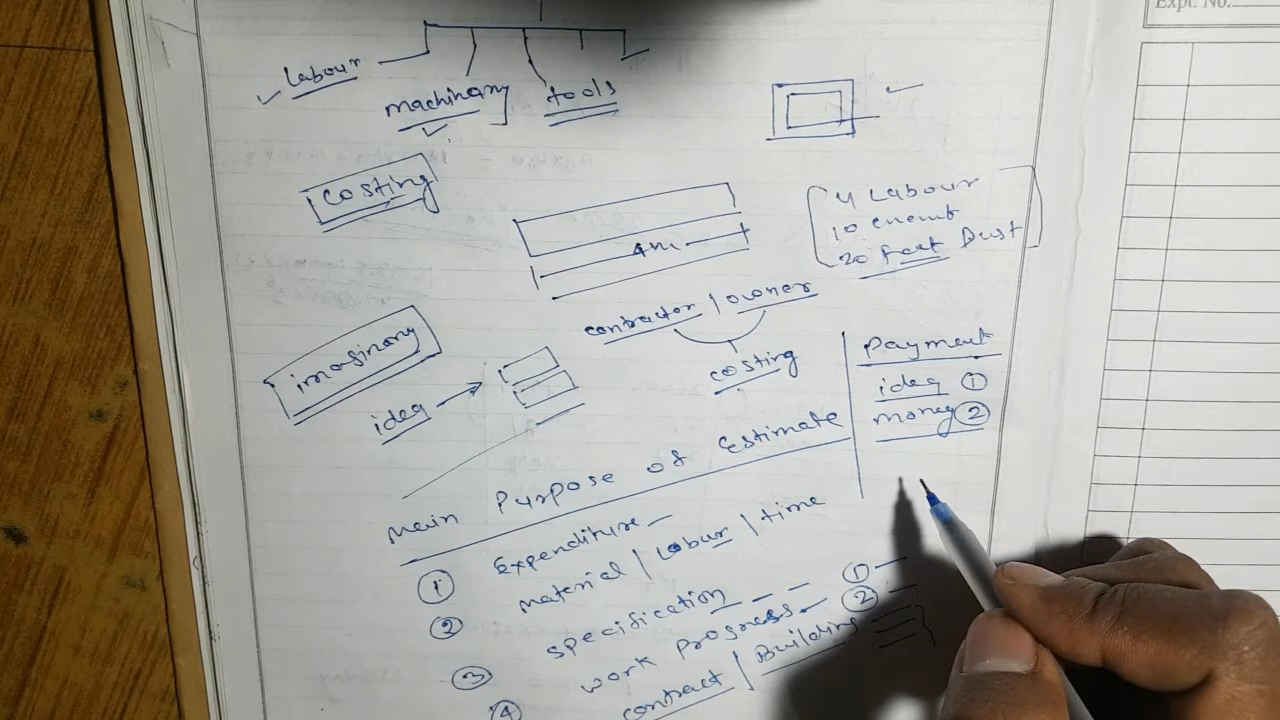 Expt. No.
Labour
machinary
tools
costing
4 Labour
10 cement
20 feet Dust
4m
contractor / owner
costing
imaginary
idea
Payment
idea ①
money ②
Main Purpose of Estimate
① Expenditure
② material / Labour / time
③ specification ①
④ work progress ②
contract / Building